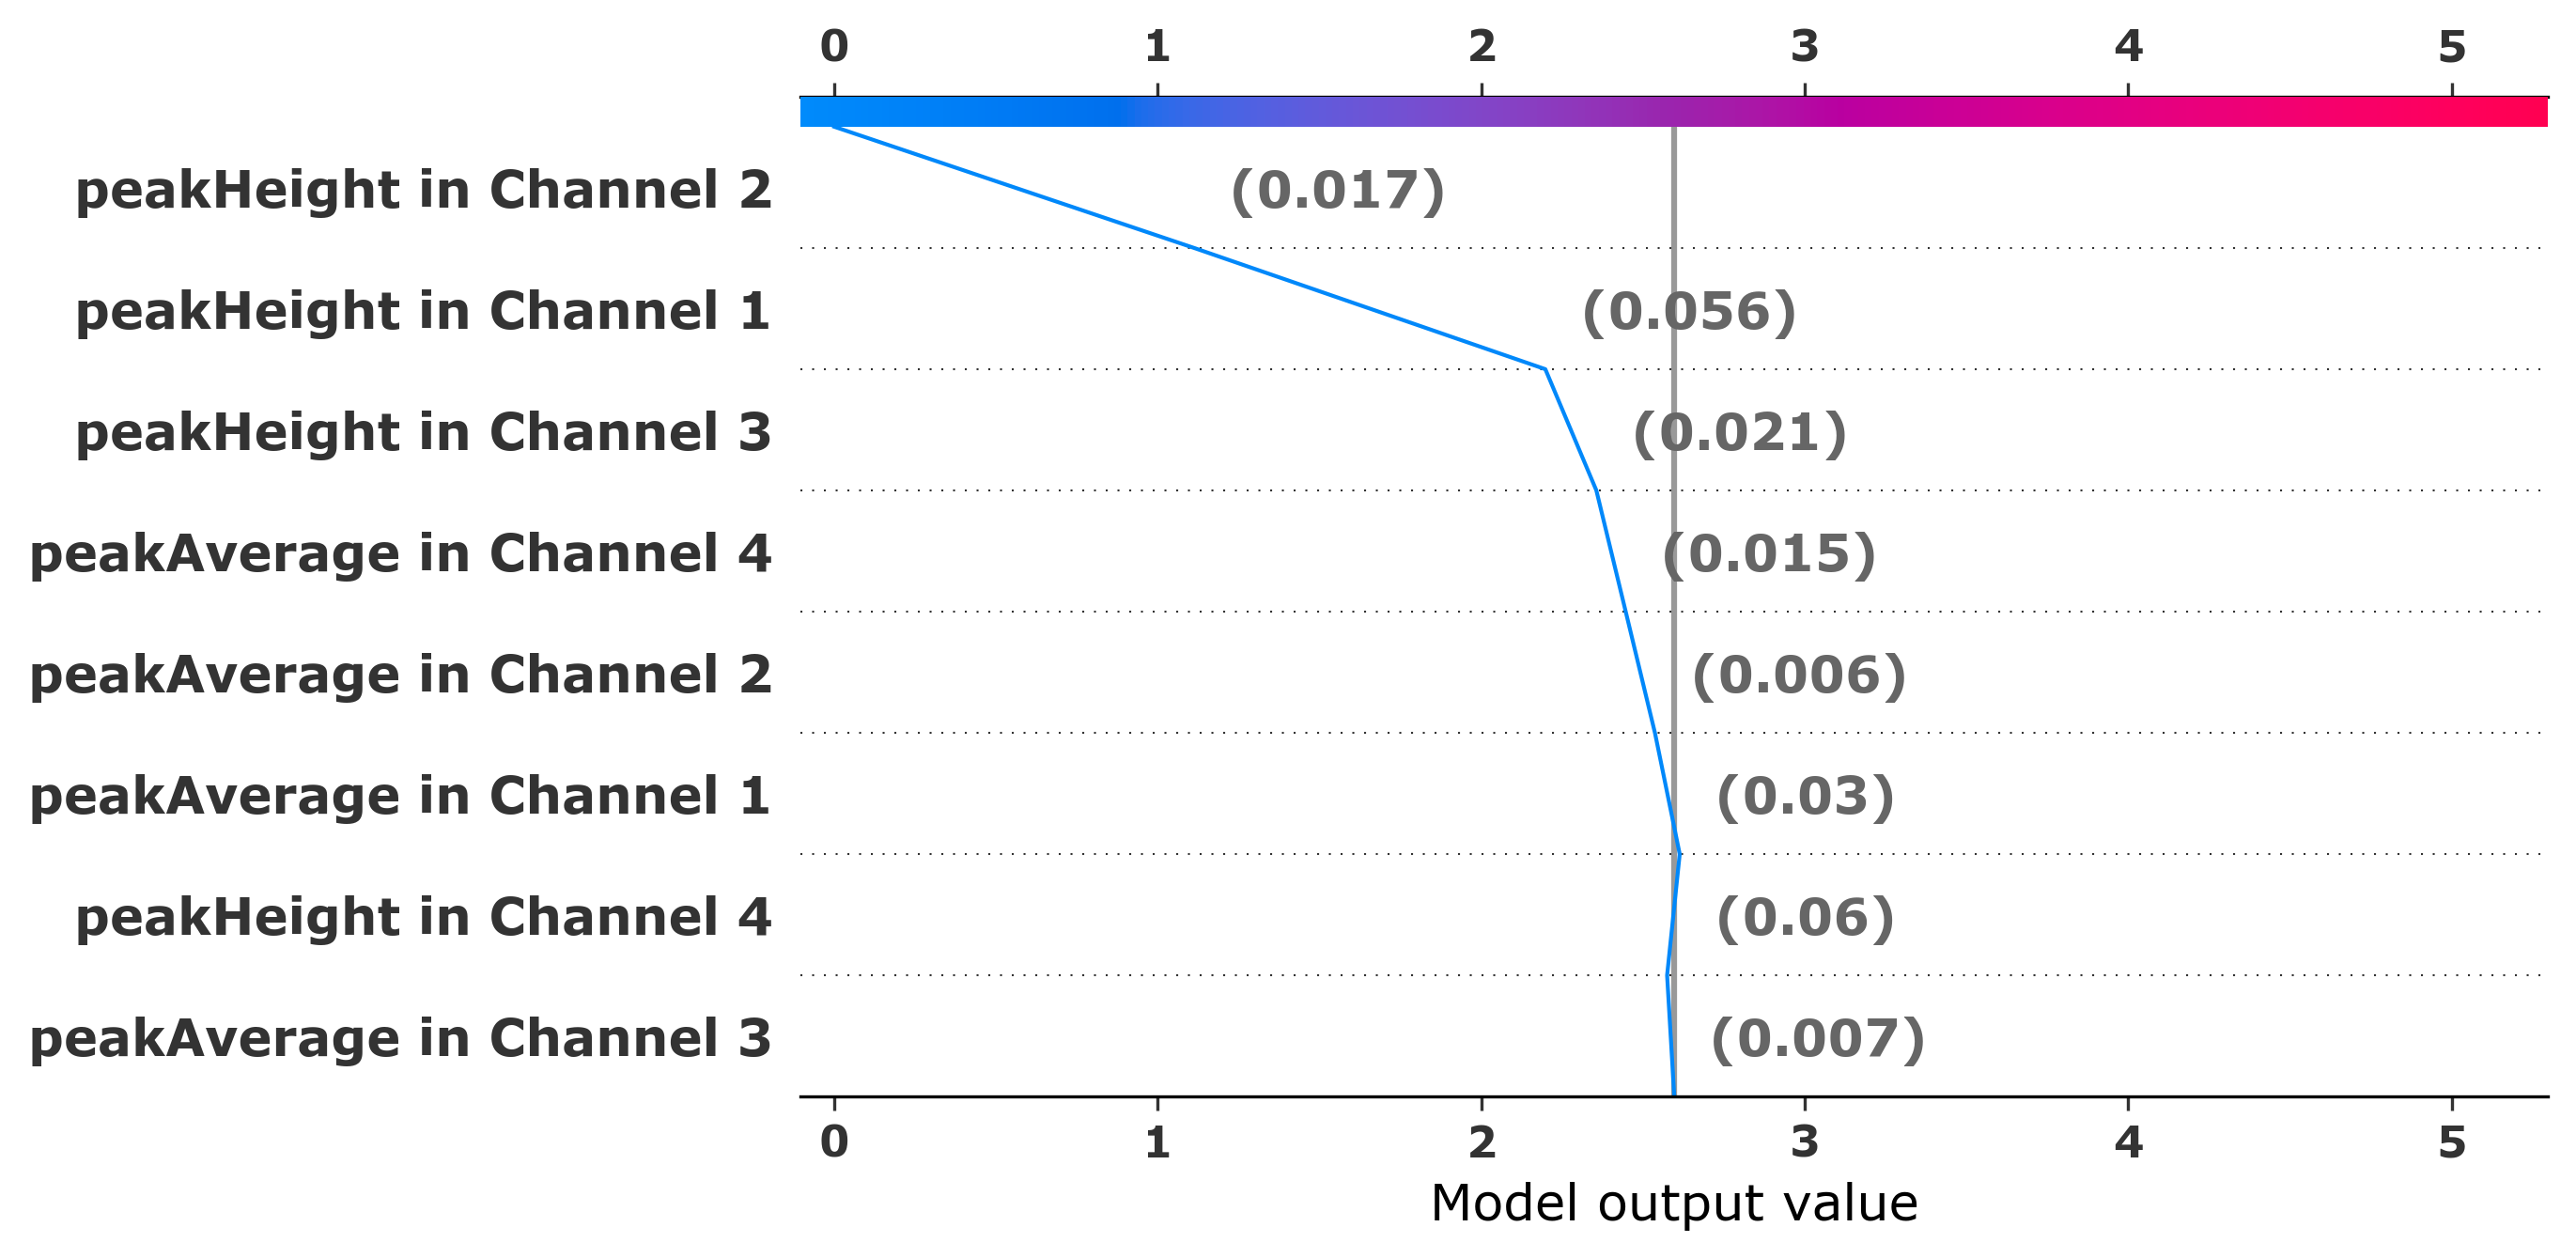 0 1 2 3 4 5
peakHeight in Channel 2 (0.017)
peakHeight in Channel 1 (0.056)
peakHeight in Channel 3 (0.021)
peakAverage in Channel 4 (0.015)
peakAverage in Channel 2 (0.006)
peakAverage in Channel 1 (0.03)
peakHeight in Channel 4 (0.06)
peakAverage in Channel 3 (0.007)
0 1 2 3 4 5
Model output value